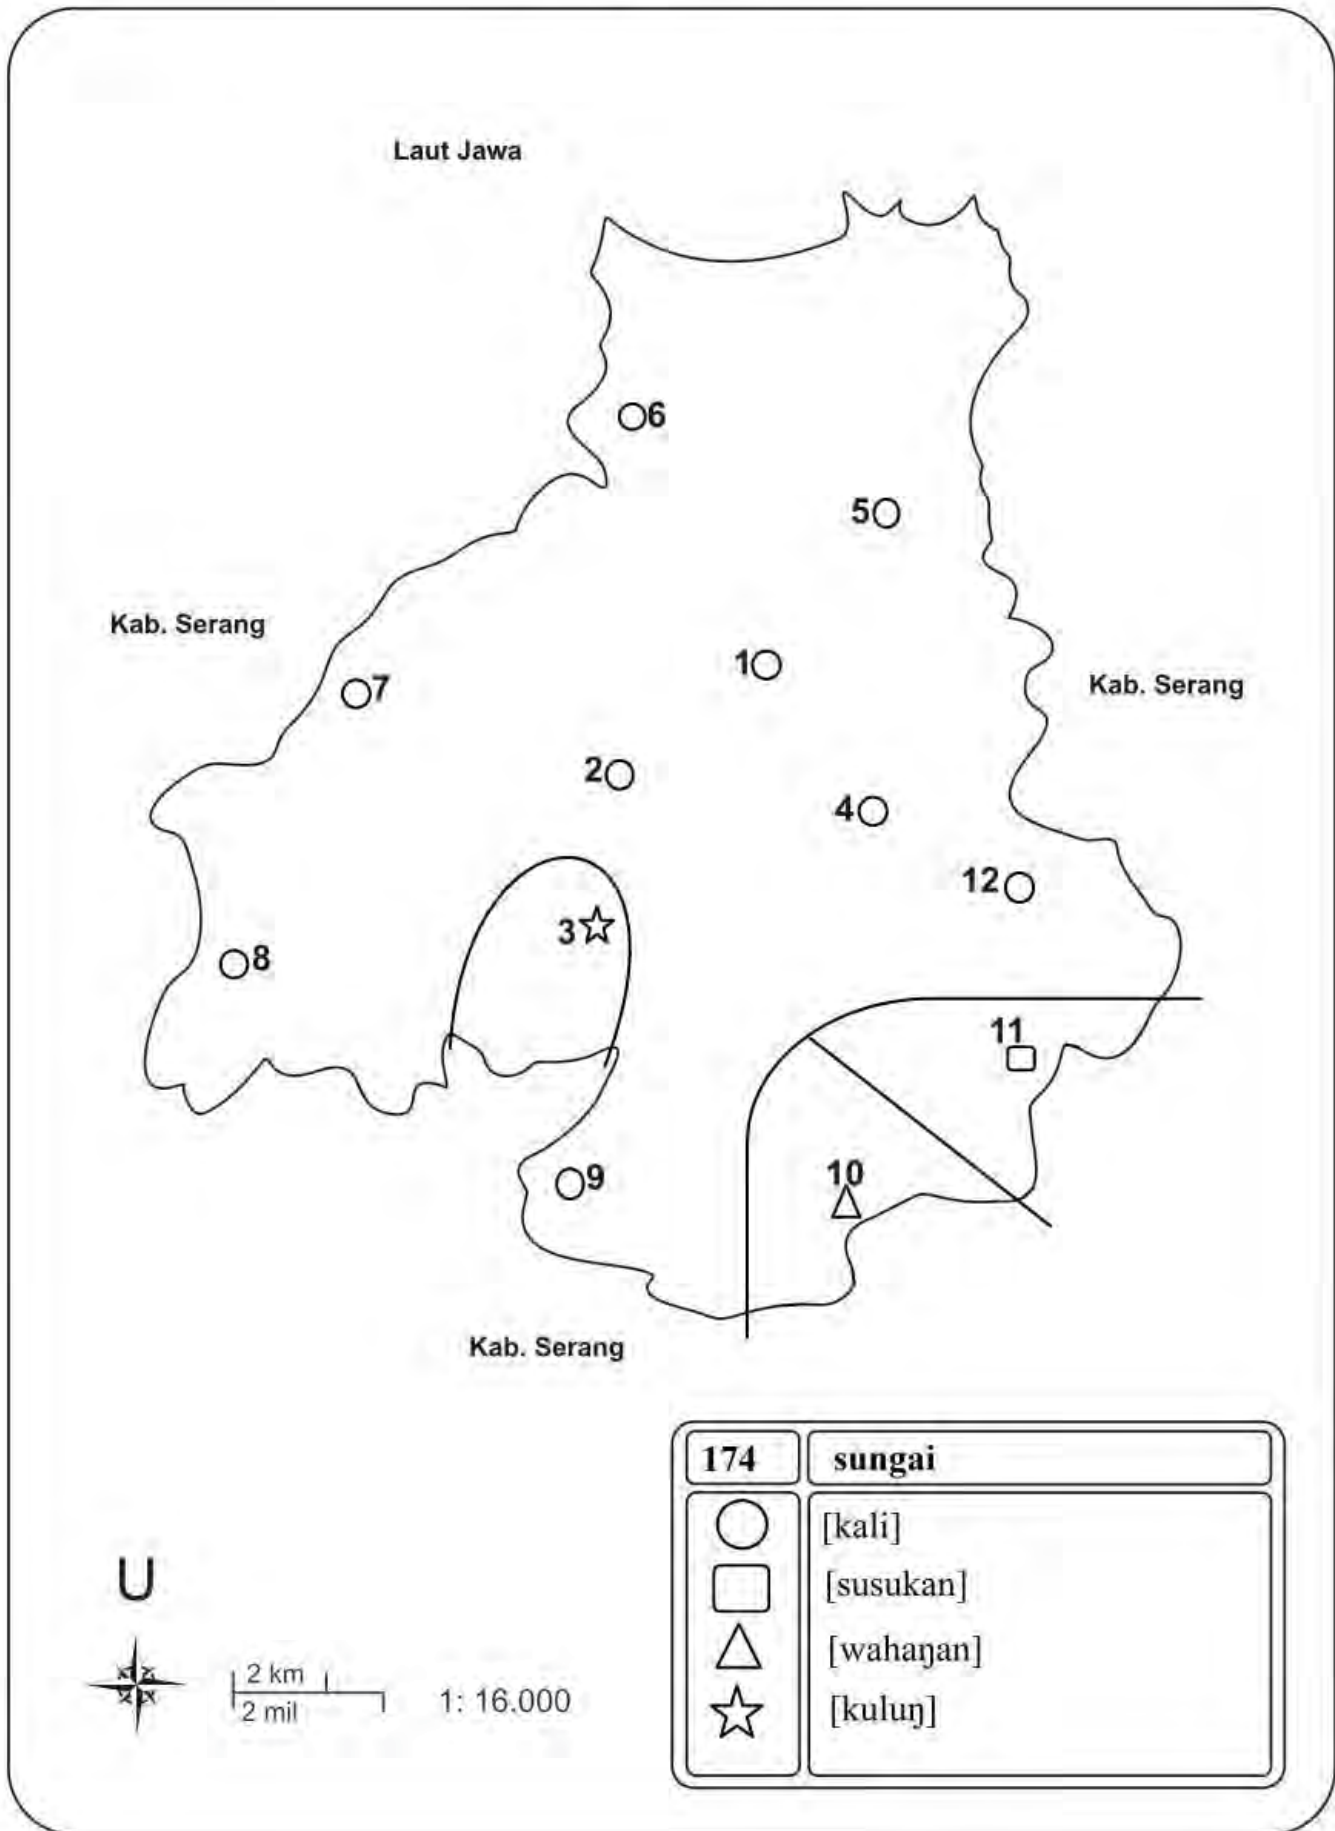 Laut Jawa
6
5
Kab. Serang
1
7
Kab. Serang
2
4
12
3
8
11
10
9
Kab. Serang
174 sungai
[kali]
[susukan]
[wahaŋan]
[kuluŋ]
U
2 km
2 mil
1: 16.000